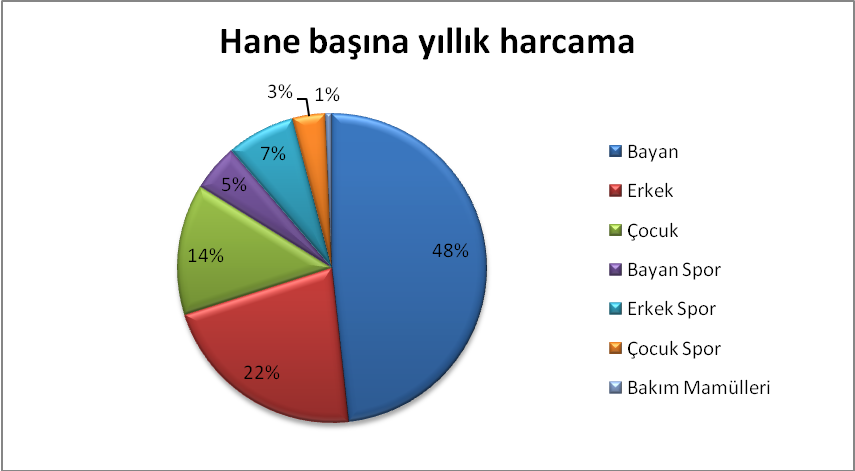 Hane başına yıllık harcama
3%
1%
7%
5%
14%
48%
22%
Bayan
Erkek
Çocuk
Bayan Spor
Erkek Spor
Çocuk Spor
Bakım Mamülleri